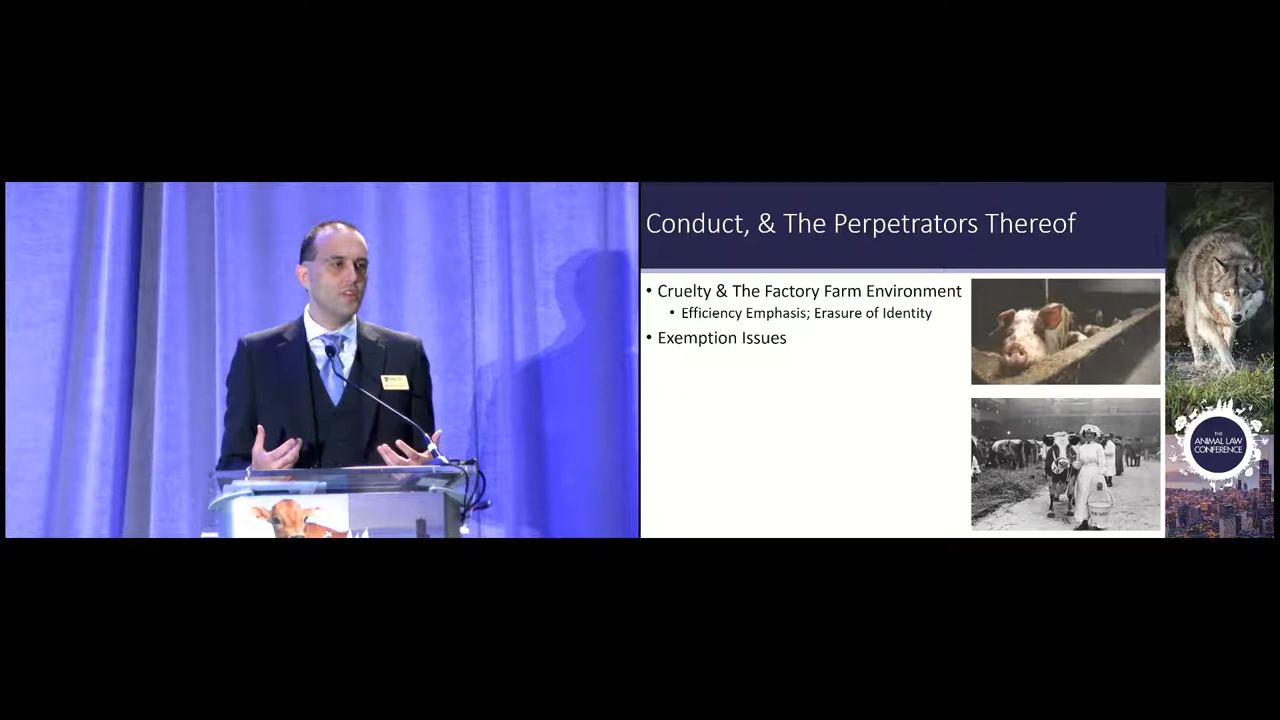 Conduct, & The Perpetrators Thereof
• Cruelty & The Factory Farm Environment
• Efficiency Emphasis; Erasure of Identity
• Exemption Issues
THE
ANIMAL LAW
CONFERENCE